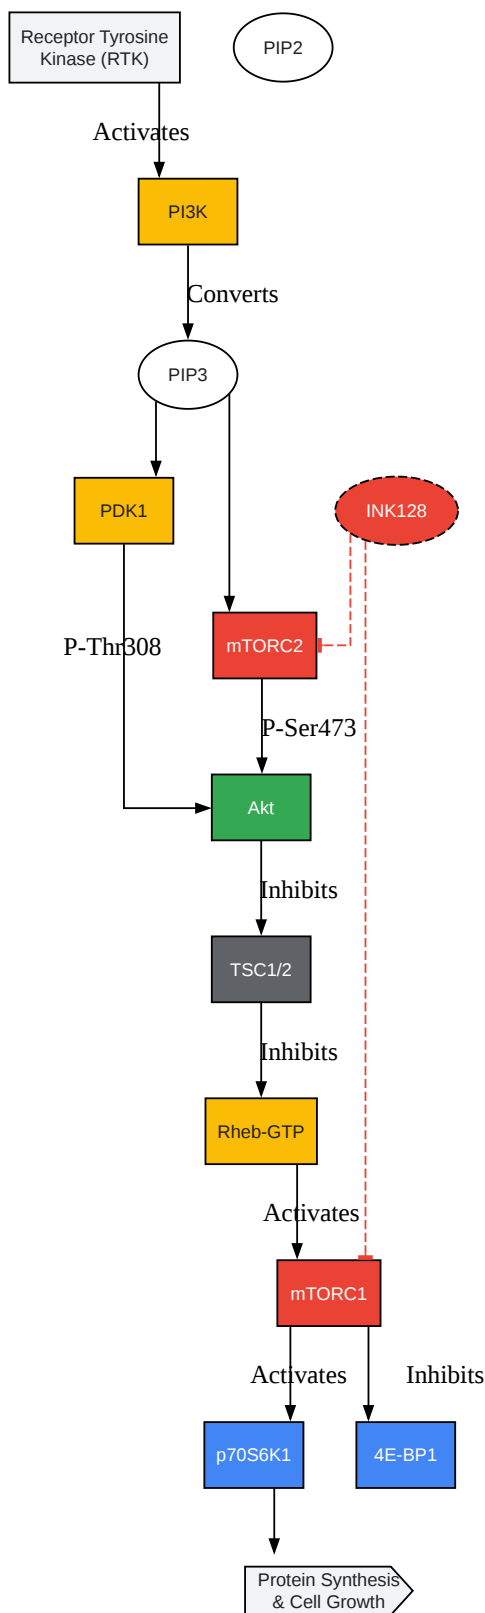 Receptor Tyrosine
Kinase (RTK)
PIP2
Activates
PI3K
Converts
PIP3
PDK1
INK128
P-Thr308
mTORC2
P-Ser473
Akt
Inhibits
TSC1/2
Inhibits
Rheb-GTP
Activates
mTORC1
Activates
Inhibits
p70S6K1
4E-BP1
Protein Synthesis
& Cell Growth